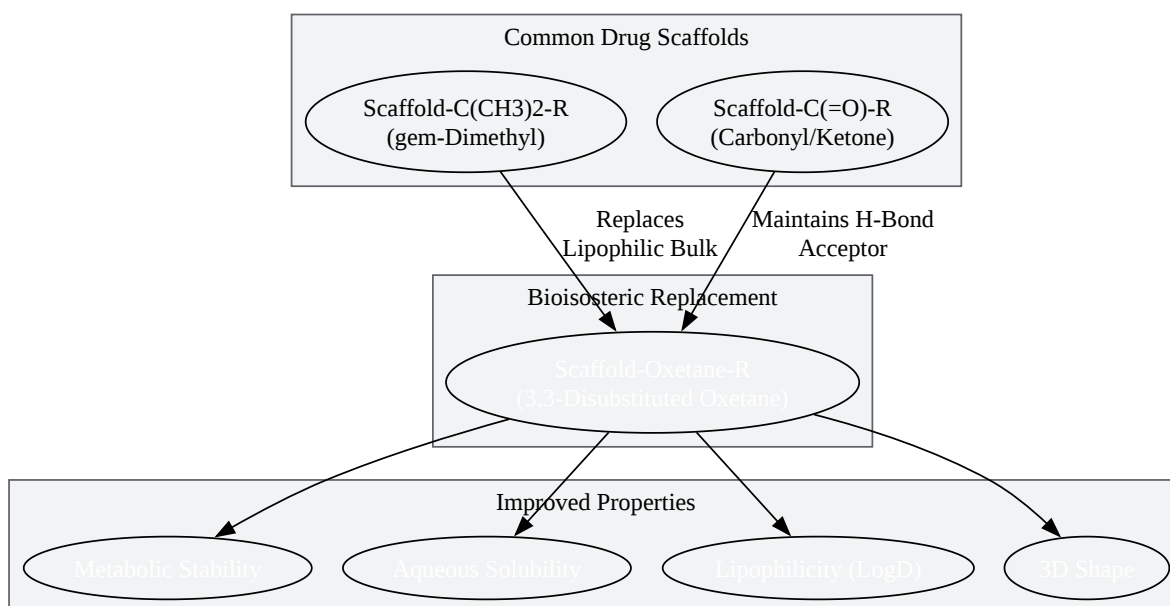 Common Drug Scaffolds
Scaffold-C(CH3)2-R
(gem-Dimethyl)
Scaffold-C(=O)-R
(Carbonyl/Ketone)
Replaces
Lipophilic Bulk
Maintains H-Bond
Acceptor
Bioisosteric Replacement
Scaffold-Oxetane-R
(3,3-Disubstituted Oxetane)
Improved Properties
Metabolic Stability
Aqueous Solubility
Lipophilicity (LogD)
3D Shape